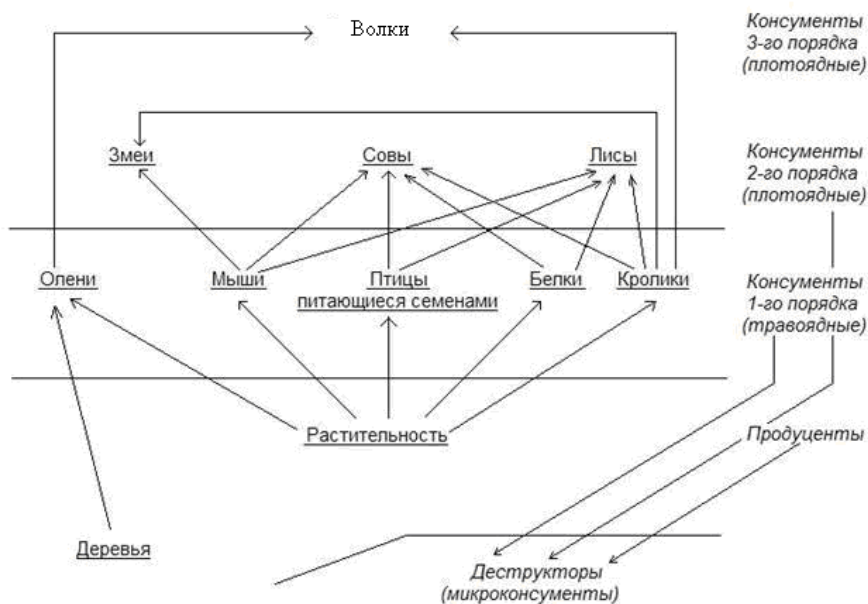 Волки
Консументы
3-го порядка
(плотоядные)
Змеи
Совы
Лисы
Консументы
2-го порядка
(плотоядные)
Олени
Мыши
Птицы
питающиеся семенами
Белки
Кролики
Консументы
1-го порядка
(травоядные)
Растительность
Продуценты
Деревья
Деструкторы
(микроконсументы)